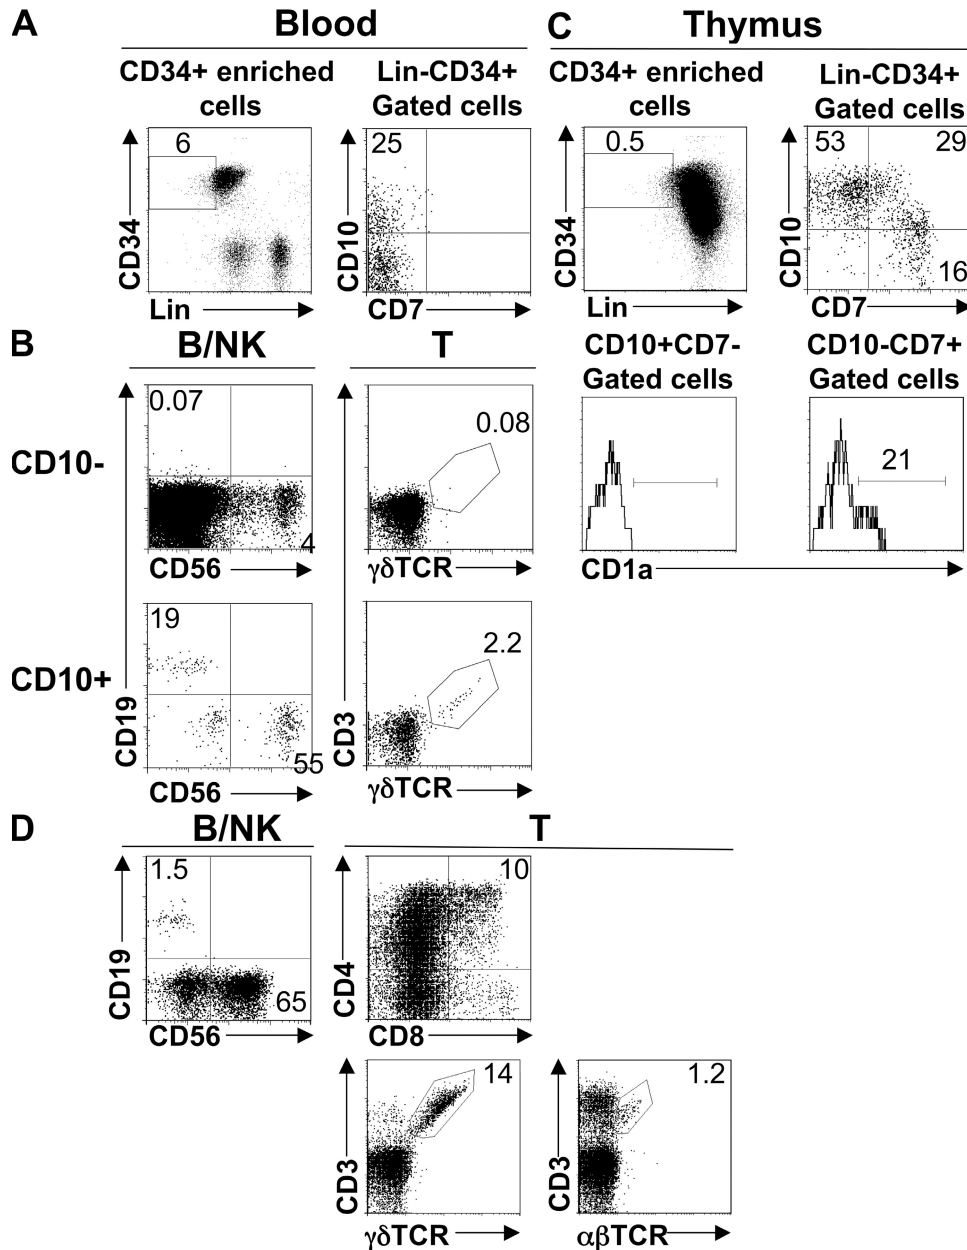 A
Blood
CD34+ enriched
cells
Lin-CD34+
Gated cells
6
25
CD34
Lin
CD10
CD7
C
Thymus
CD34+ enriched
cells
Lin-CD34+
Gated cells
0.5
53
29
16
CD34
Lin
CD10
CD7
CD10+CD7-
Gated cells
CD10-CD7+
Gated cells
21
CD1a
B
B/NK
T
CD10-
0.07
4
CD56
0.08
γδTCR
CD10+
19
55
CD19
CD56
2.2
CD3
γδTCR
D
B/NK
T
1.5
65
CD19
CD56
10
CD4
CD8
14
CD3
γδTCR
1.2
CD3
αβTCR